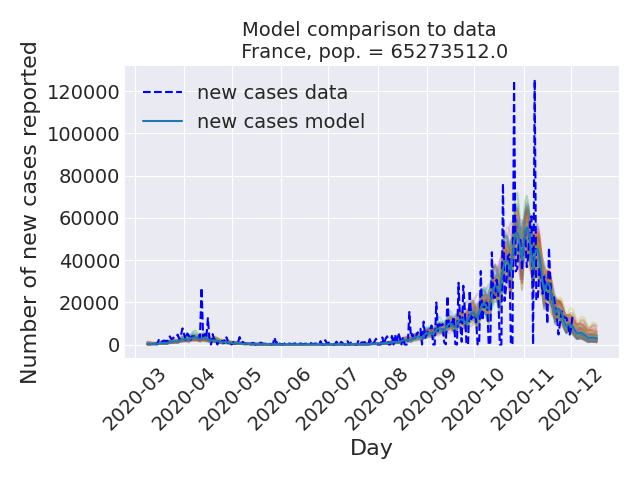 Model comparison to data
France, pop. = 65273512.0
Number of new cases reported
120000
100000
80000
60000
40000
20000
0
new cases data
new cases model
2020-03
2020-04
2020-05
2020-06
2020-07
2020-08
2020-09
2020-10
2020-11
2020-12
Day